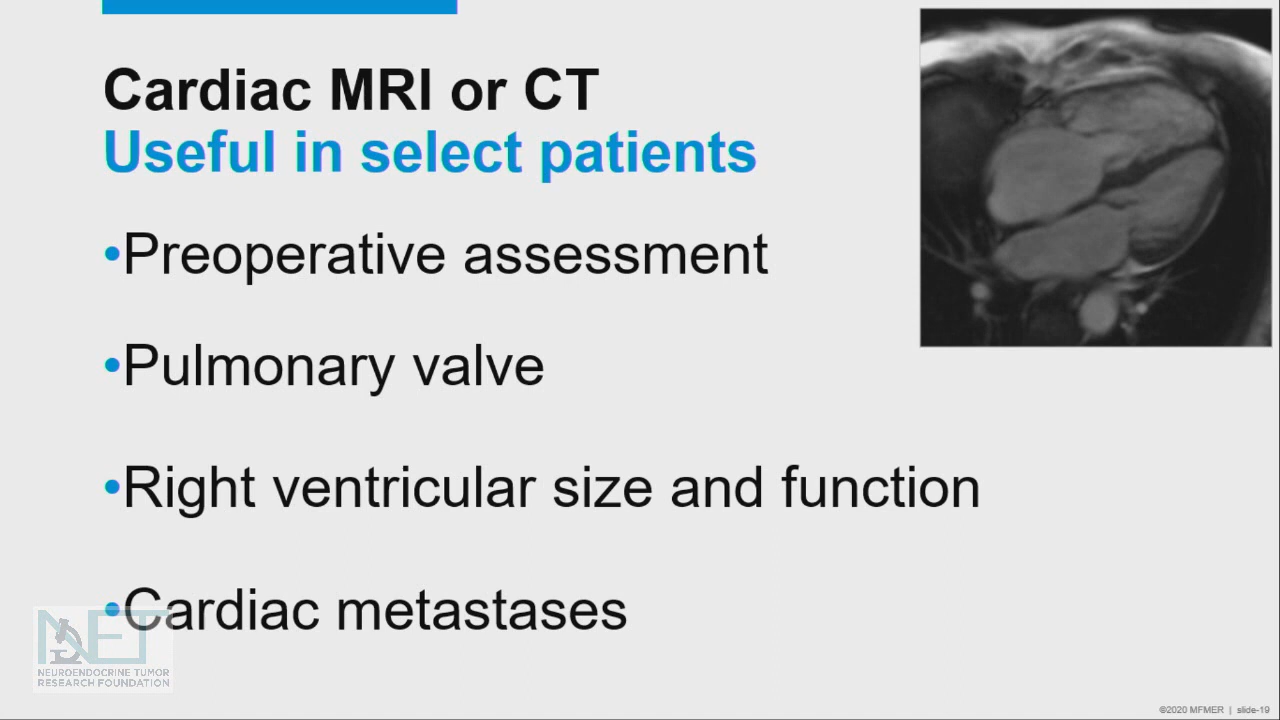 Cardiac MRI or CT
Useful in select patients
•Preoperative assessment
•Pulmonary valve
•Right ventricular size and function
•Cardiac metastases
NET
NEUROENDOCRINE TUMOR
RESEARCH FOUNDATION
©2020 MFMER | slide-19